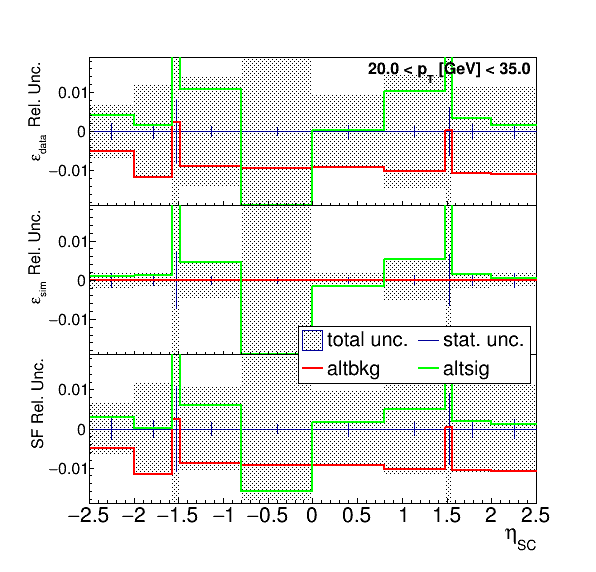 20.0 < p_T [GeV] < 35.0
ε_data Rel. Unc.
0.01
0
−0.01
ε_sim Rel. Unc.
0.01
0
−0.01
total unc. stat. unc.
altbkg altsig
SF Rel. Unc.
0.01
0
−0.01
−2.5 −2 −1.5 −1 −0.5 0 0.5 1 1.5 2 2.5
η_SC